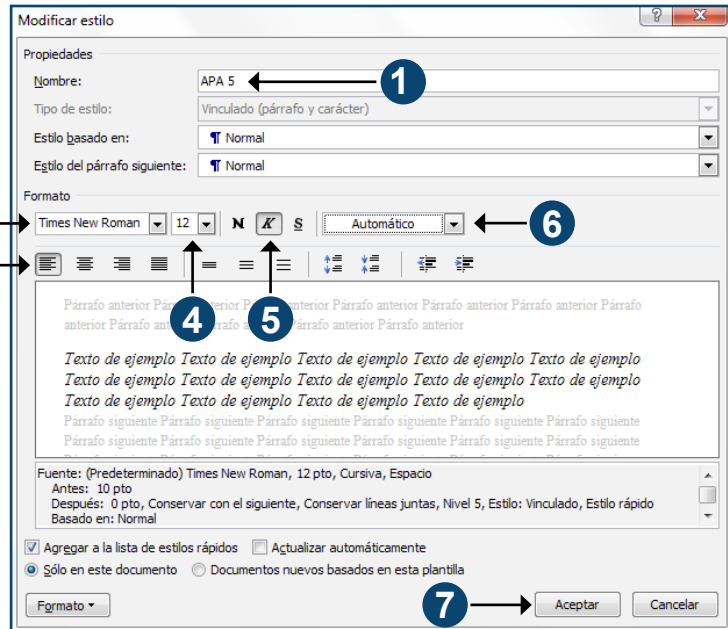 Modificar estilo
Propiedades
Nombre: APA 5 1
Tipo de estilo: Vinculado (párrafo y carácter)
Estilo basado en: ¶ Normal
Estilo del párrafo siguiente: ¶ Normal
Formato
Times New Roman 12 N K S Automático 6
4 5
Párrafo anterior Párrafo anterior Párrafo anterior Párrafo anterior Párrafo anterior Párrafo anterior Párrafo
anterior Párrafo anterior Párrafo anterior Párrafo anterior Párrafo anterior
Texto de ejemplo Texto de ejemplo Texto de ejemplo Texto de ejemplo Texto de ejemplo
Texto de ejemplo Texto de ejemplo Texto de ejemplo Texto de ejemplo Texto de ejemplo
Texto de ejemplo Texto de ejemplo Texto de ejemplo Texto de ejemplo
Párrafo siguiente Párrafo siguiente Párrafo siguiente Párrafo siguiente Párrafo siguiente Párrafo siguiente
Párrafo siguiente Párrafo siguiente Párrafo siguiente Párrafo siguiente Párrafo siguiente Párrafo siguiente
Fuente: (Predeterminado) Times New Roman, 12 pto, Cursiva, Espacio
Antes: 10 pto
Después: 0 pto, Conservar con el siguiente, Conservar líneas juntas, Nivel 5, Estilo: Vinculado, Estilo rápido
Basado en: Normal
Agregar a la lista de estilos rápidos Actualizar automáticamente
Sólo en este documento Documentos nuevos basados en esta plantilla
Formato 7 Aceptar Cancelar